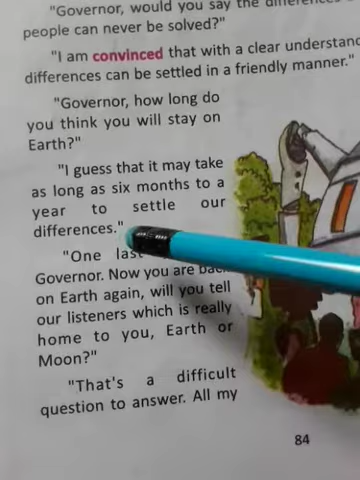 "Governor, would you say the differences
people can never be solved?"
"I am convinced that with a clear
differences can be settled in a friendly manner."
"Governor, how long do
you think you will stay on
Earth?"
"I guess that it may take
as long as six months to a
year to settle our
differences."
"One last
Governor. Now you are back
on Earth again, will you tell
our listeners which is really
home to you, Earth or
Moon?"
"That's a difficult
question to answer. All my
84